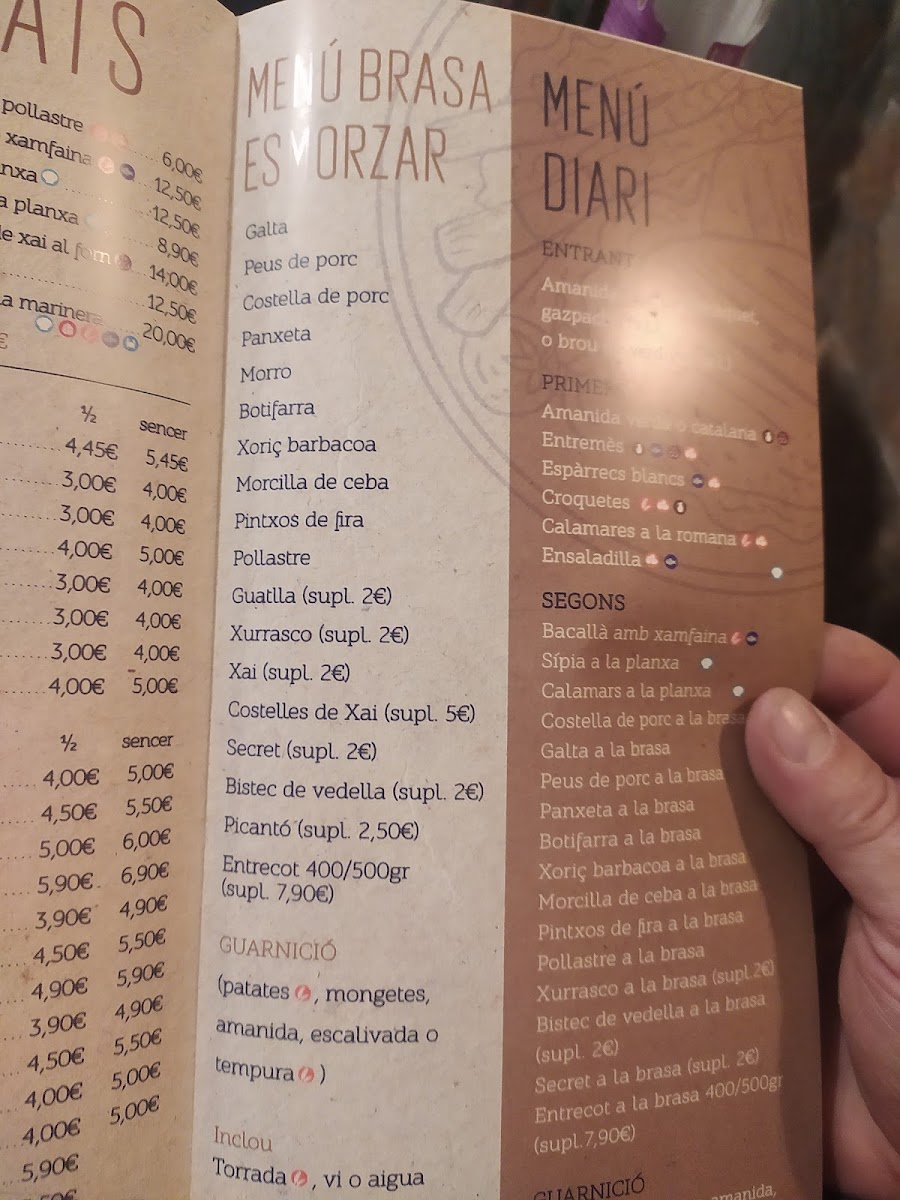 ATS
pollastre 6,00€
xamfaina 12,50€
12,50€
a planxa 8,90€
de xai al forn 14,00€
12,50€
a marinera 20,00€
€
½ sencer
4,45€ 5,45€
3,00€ 4,00€
3,00€ 4,00€
4,00€ 5,00€
3,00€ 4,00€
3,00€ 4,00€
3,00€ 4,00€
4,00€ 5,00€
½ sencer
4,00€ 5,00€
4,50€ 5,50€
5,00€ 6,00€
5,90€ 6,90€
3,90€ 4,90€
4,50€ 5,50€
4,90€ 5,90€
3,90€ 4,90€
4,50€ 5,50€
4,00€ 5,00€
4,00€ 5,00€
5,90€
MENÚ BRASA
ESMORZAR
Galta
Peus de porc
Costella de porc
Panxeta
Morro
Botifarra
Xoriç barbacoa
Morcilla de ceba
Pintxos de fira
Pollastre
Guatlla (supl. 2€)
Xurrasco (supl. 2€)
Xai (supl. 2€)
Costelles de Xai (supl. 5€)
Secret (supl. 2€)
Bistec de vedella (supl. 2€)
Picantó (supl. 2,50€)
Entrecot 400/500gr
(supl. 7,90€)
GUARNICIÓ
(patates , mongetes,
amanida, escalivada o
tempura )
Inclou
Torrada , vi o aigua
MENÚ
DIARI
ENTRANT
o brou
Amanida verda o catalana
Entremès
Espàrrecs blancs
Croquetes
Calamares a la romana
Ensaladilla
SEGONS
Bacallà amb xamfaina
Sípia a la planxa
Calamars a la planxa
Costella de porc a la brasa
Galta a la brasa
Peus de porc a la brasa
Panxeta a la brasa
Botifarra a la brasa
Xoriç barbacoa a la brasa
Morcilla de ceba a la brasa
Pintxos de fira a la brasa
Pollastre a la brasa
Xurrasco a la brasa (supl.2€)
Bistec de vedella a la brasa
(supl. 2€)
Secret a la brasa (supl. 2€)
Entrecot a la brasa 400/500gr
(supl.7,90€)
GUARNICIÓ
amanida,